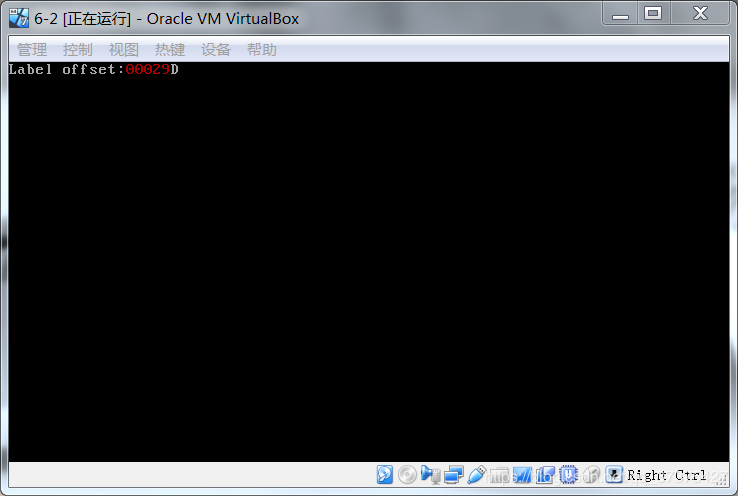 6-2 [正在运行] - Oracle VM VirtualBox
管理 控制 视图 热键 设备 帮助
Label offset:00029D
Right Ctrl